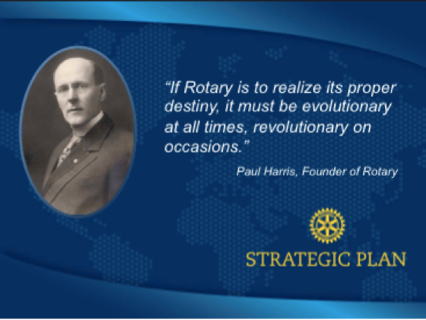 “If Rotary is to realize its proper
destiny, it must be evolutionary
at all times, revolutionary on
occasions.”
Paul Harris, Founder of Rotary
STRATEGIC PLAN